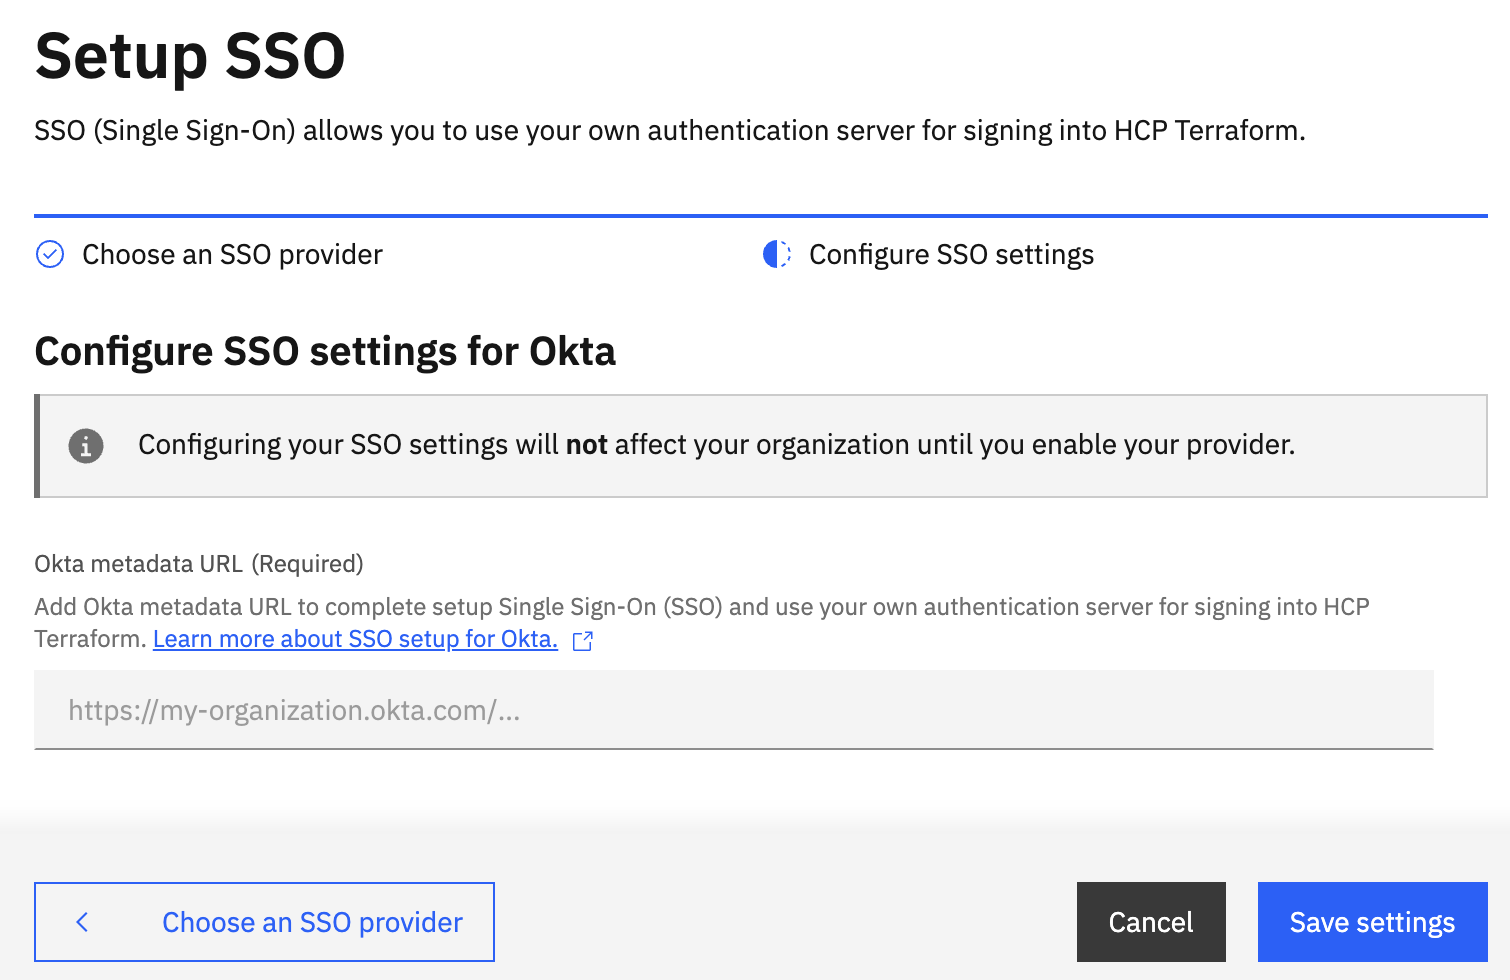 Setup SSO
SSO (Single Sign-On) allows you to use your own authentication server for signing into HCP Terraform.
Choose an SSO provider
Configure SSO settings
Configure SSO settings for Okta
Configuring your SSO settings will not affect your organization until you enable your provider.
Okta metadata URL (Required)
Add Okta metadata URL to complete setup Single Sign-On (SSO) and use your own authentication server for signing into HCP
Terraform. Learn more about SSO setup for Okta.
https://my-organization.okta.com/...
Choose an SSO provider
Cancel
Save settings